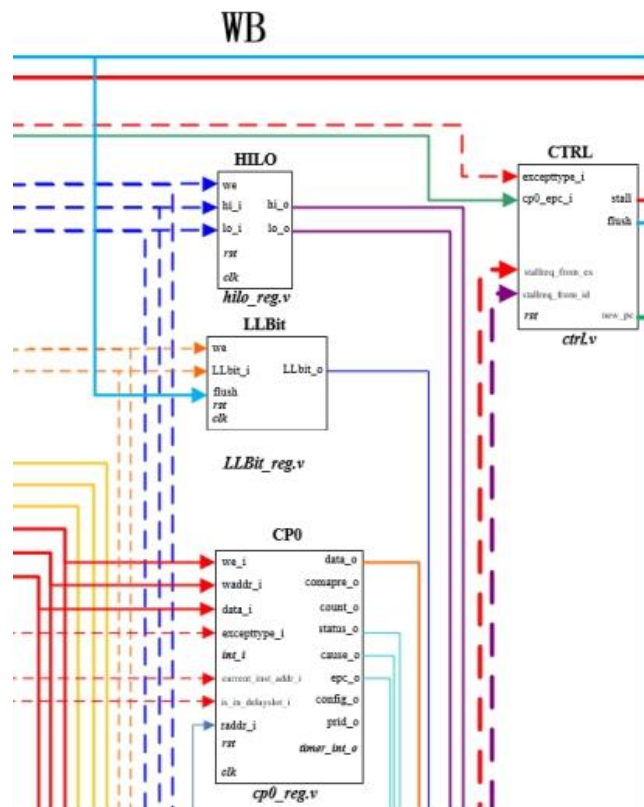 WB
HILO
we
hi_i
lo_i
rst
clk
hi_o
lo_o
hilo_reg.v
CTRL
excepttype_i
cp0_epc_i
stallreq_from_ex
stallreq_from_id
rst
stall
flush
new_pc
ctrl.v
LLBit
we
LLbit_i
flush
rst
clk
LLbit_o
LLBit_reg.v
CP0
we_i
waddr_i
data_i
excepttype_i
int_i
current_inst_addr_i
is_in_delayslot_i
raddr_i
rst
clk
data_o
comapre_o
count_o
status_o
cause_o
epc_o
config_o
prid_o
timer_int_o
cp0_reg.v